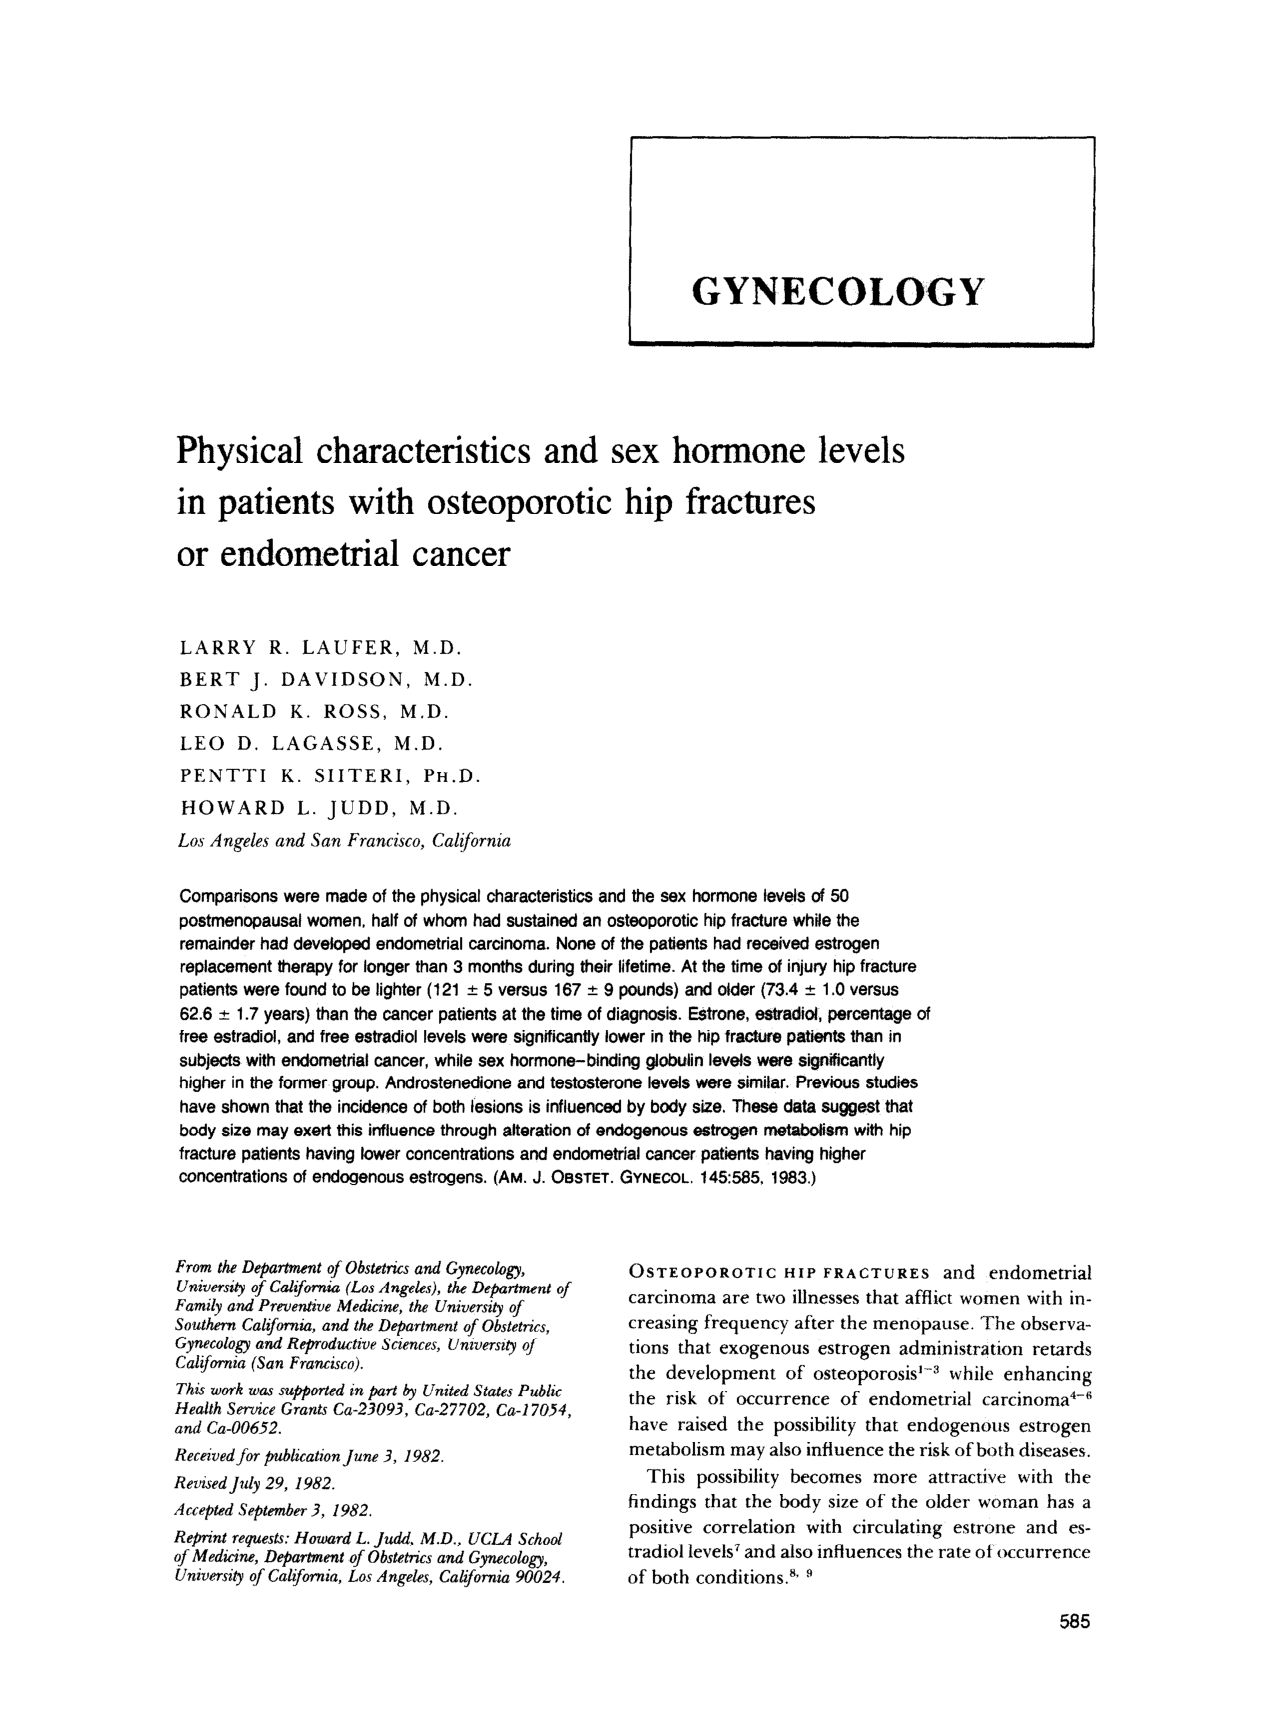 GYNECOLOGY
Physical characteristics and sex hormone levels
in patients with osteoporotic hip fractures
or endometrial cancer
LARRY R. LAUFER, M.D.
BERT J. DAVIDSON, M.D.
RONALD K. ROSS, M.D.
LEO D. LAGASSE, M.D.
PENTTI K. SIITERI, PH.D.
HOWARD L. JUDD, M.D.
Los Angeles and San Francisco, California
Comparisons were made of the physical characteristics and the sex hormone levels of 50
postmenopausal women, half of whom had sustained an osteoporotic hip fracture while the
remainder had developed endometrial carcinoma. None of the patients had received estrogen
replacement therapy for longer than 3 months during their lifetime. At the time of injury hip fracture
patients were found to be lighter (121 ± 5 versus 167 ± 9 pounds) and older (73.4 ± 1.0 versus
62.6 ± 1.7 years) than the cancer patients at the time of diagnosis. Estrone, estradiol, percentage of
free estradiol, and free estradiol levels were significantly lower in the hip fracture patients than in
subjects with endometrial cancer, while sex hormone–binding globulin levels were significantly
higher in the former group. Androstenedione and testosterone levels were similar. Previous studies
have shown that the incidence of both lesions is influenced by body size. These data suggest that
body size may exert this influence through alteration of endogenous estrogen metabolism with hip
fracture patients having lower concentrations and endometrial cancer patients having higher
concentrations of endogenous estrogens. (AM. J. OBSTET. GYNECOL. 145:585, 1983.)
From the Department of Obstetrics and Gynecology,
University of California (Los Angeles), the Department of
Family and Preventive Medicine, the University of
Southern California, and the Department of Obstetrics,
Gynecology and Reproductive Sciences, University of
California (San Francisco).
This work was supported in part by United States Public
Health Service Grants Ca-23093, Ca-27702, Ca-17054,
and Ca-00652.
Received for publication June 3, 1982.
Revised July 29, 1982.
Accepted September 3, 1982.
Reprint requests: Howard L. Judd, M.D., UCLA School
of Medicine, Department of Obstetrics and Gynecology,
University of California, Los Angeles, California 90024.
OSTEOPOROTIC HIP FRACTURES and endometrial
carcinoma are two illnesses that afflict women with in-
creasing frequency after the menopause. The observa-
tions that exogenous estrogen administration retards
the development of osteoporosis¹⁻³ while enhancing
the risk of occurrence of endometrial carcinoma⁴⁻⁶
have raised the possibility that endogenous estrogen
metabolism may also influence the risk of both diseases.
This possibility becomes more attractive with the
findings that the body size of the older woman has a
positive correlation with circulating estrone and es-
tradiol levels⁷ and also influences the rate of occurrence
of both conditions.⁸, ⁹
585